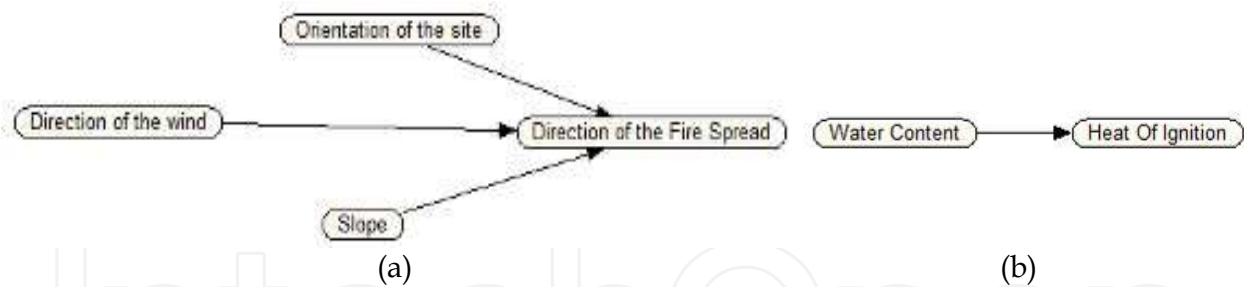 Orientation of the site
Direction of the wind
Direction of the Fire Spread
Slope
(a)
Water Content
Heat Of Ignition
(b)